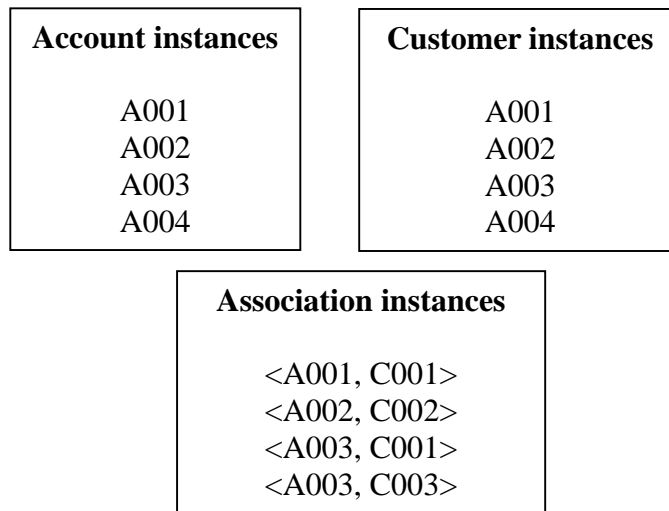 Account instances
A001
A002
A003
A004
Customer instances
A001
A002
A003
A004
Association instances
<A001, C001>
<A002, C002>
<A003, C001>
<A003, C003>